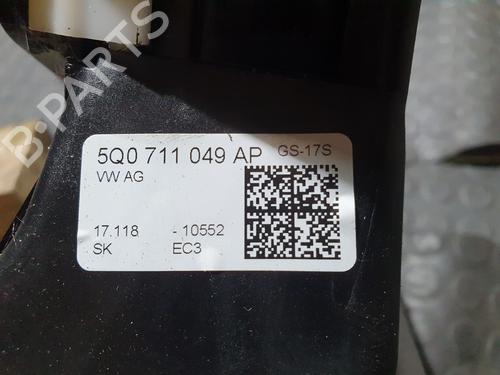 B-PARTS
5Q0 711 049 AP GS-17S
VW AG
17.118 - 10552
SK EC3